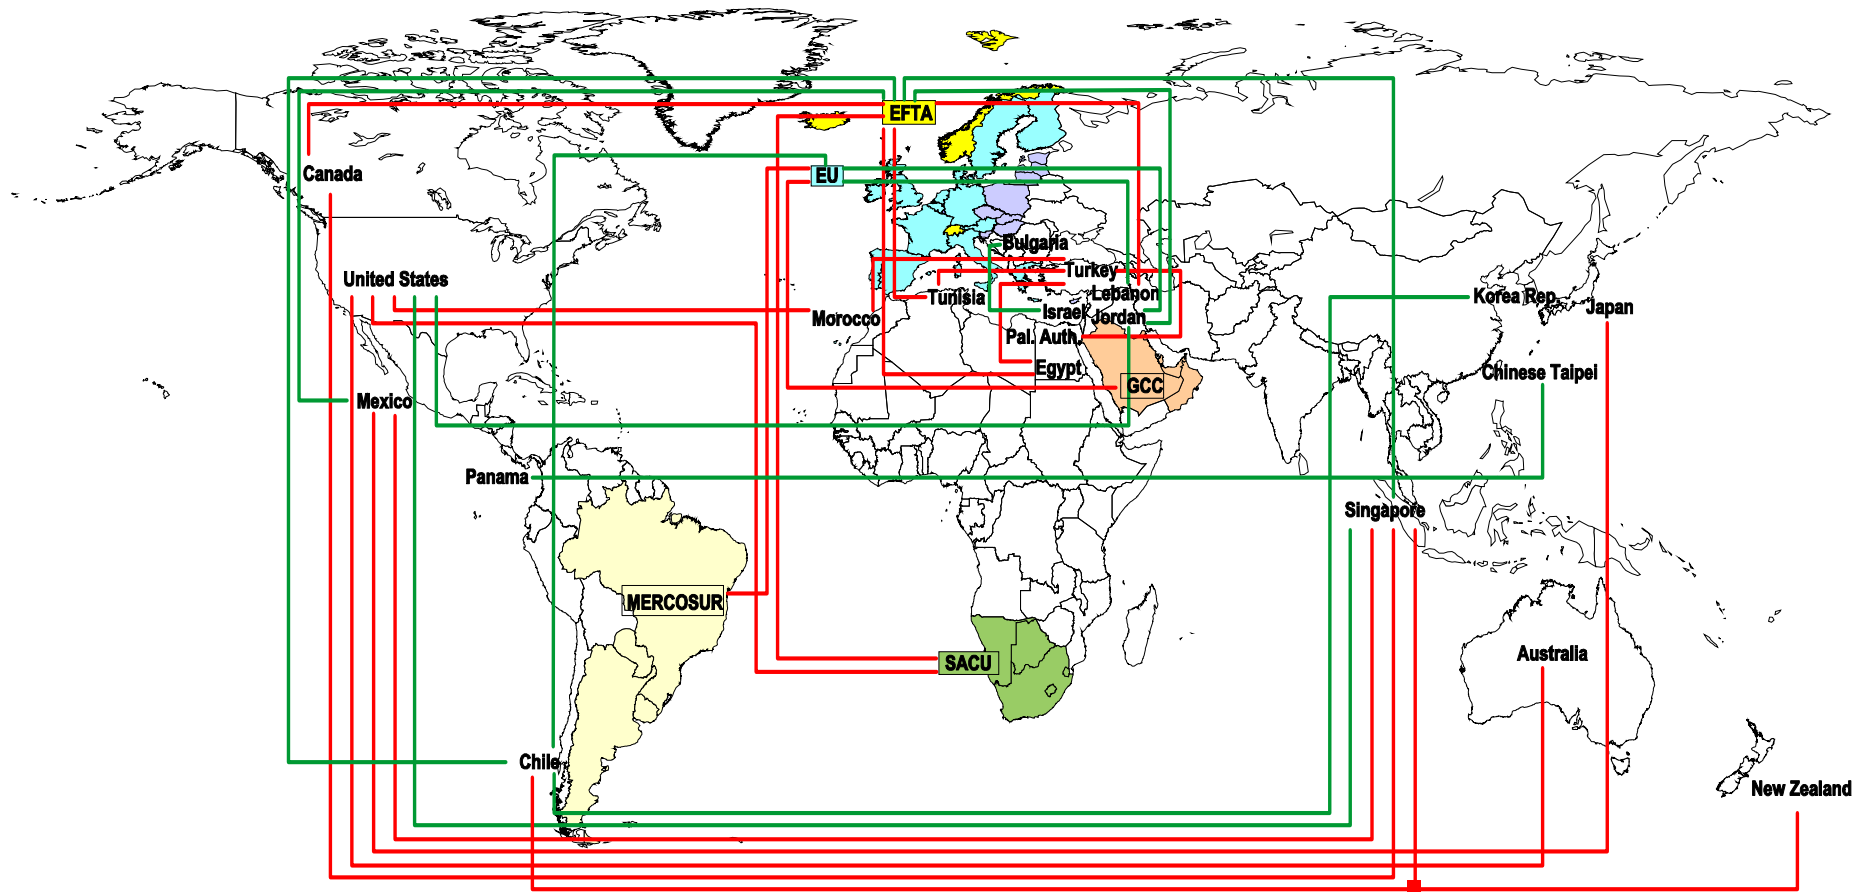 EFTA
Canada
EU
Bulgaria
Turkey
United States
Lebanon
Tunisia
Korea Rep.
Japan
Israel
Morocco
Jordan
Pal. Auth.
Egypt
Chinese Taipei
GCC
Mexico
Panama
Singapore
MERCOSUR
Australia
SACU
Chile
New Zealand